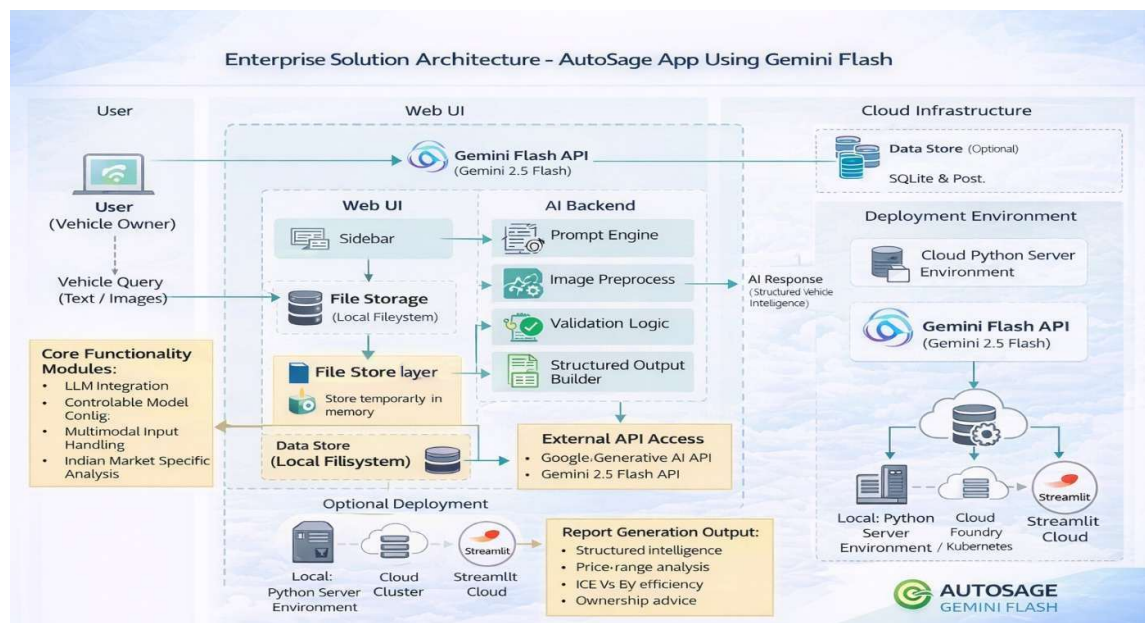 Enterprise Solution Architecture – AutoSage App Using Gemini Flash
User
Web UI
Cloud Infrastructure
User
(Vehicle Owner)
Vehicle Query
(Text / Images)
Core Functionality
Modules:
• LLM Integration
• Controlable Model
Contlig:
• Multimodal Input
Handling
• Indian Market Specific
Analysis
Gemini Flash API
(Gemini 2.5 Flash)
Web UI
Sidebar
File Storage
(Local Fileystem)
File Store layer
Store temporarly in
memory
Data Store
(Local Filisystem)
AI Backend
Prompt Engine
Image Preprocess
Validation Logic
Structured Output
Builder
AI Response
(Structured Vehicle
Intelligence)
External API Access
• Google.Generative AI API
• Gemini 2.5 Flash API
Optional Deployment
Local:
Python Server
Environment
Cloud
Cluster
Streamlit
Streamllt
Cloud
Report Generation Output:
• Structured intelligence
• Price-range analysis
• ICE Vs By efficiency
• Ownership advice
Data Store (Optional)
SQLite & Post.
Deployment Environment
Cloud Python Server
Environment
Gemini Flash API
(Gemini 2.5 Flash)
Local: Python
Server
Environment /
Cloud
Foundry
Kubernetes
Streamlit
Streamlit
Cloud
AUTOSAGE
GEMINI FLASH